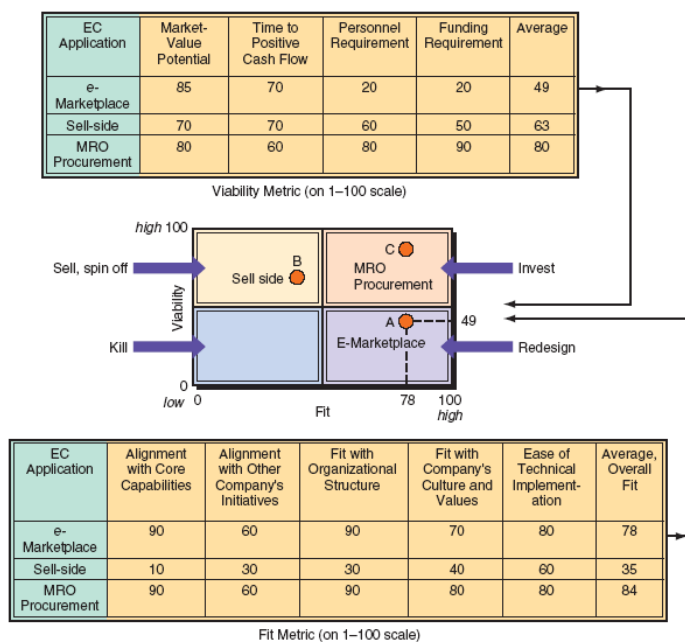 EC Application | Market-Value Potential | Time to Positive Cash Flow | Personnel Requirement | Funding Requirement | Average
e-Marketplace | 85 | 70 | 20 | 20 | 49
Sell-side | 70 | 70 | 60 | 50 | 63
MRO Procurement | 80 | 60 | 80 | 90 | 80
Viability Metric (on 1–100 scale)
high 100
Sell, spin off
B
Sell side
C
MRO
Procurement
Invest
Viability
A
49
E-Marketplace
Kill
Redesign
0
low 0
78
100
high
Fit
EC Application | Alignment with Core Capabilities | Alignment with Other Company's Initiatives | Fit with Organizational Structure | Fit with Company's Culture and Values | Ease of Technical Implement-ation | Average, Overall Fit
e-Marketplace | 90 | 60 | 90 | 70 | 80 | 78
Sell-side | 10 | 30 | 30 | 40 | 60 | 35
MRO Procurement | 90 | 60 | 90 | 80 | 80 | 84
Fit Metric (on 1–100 scale)